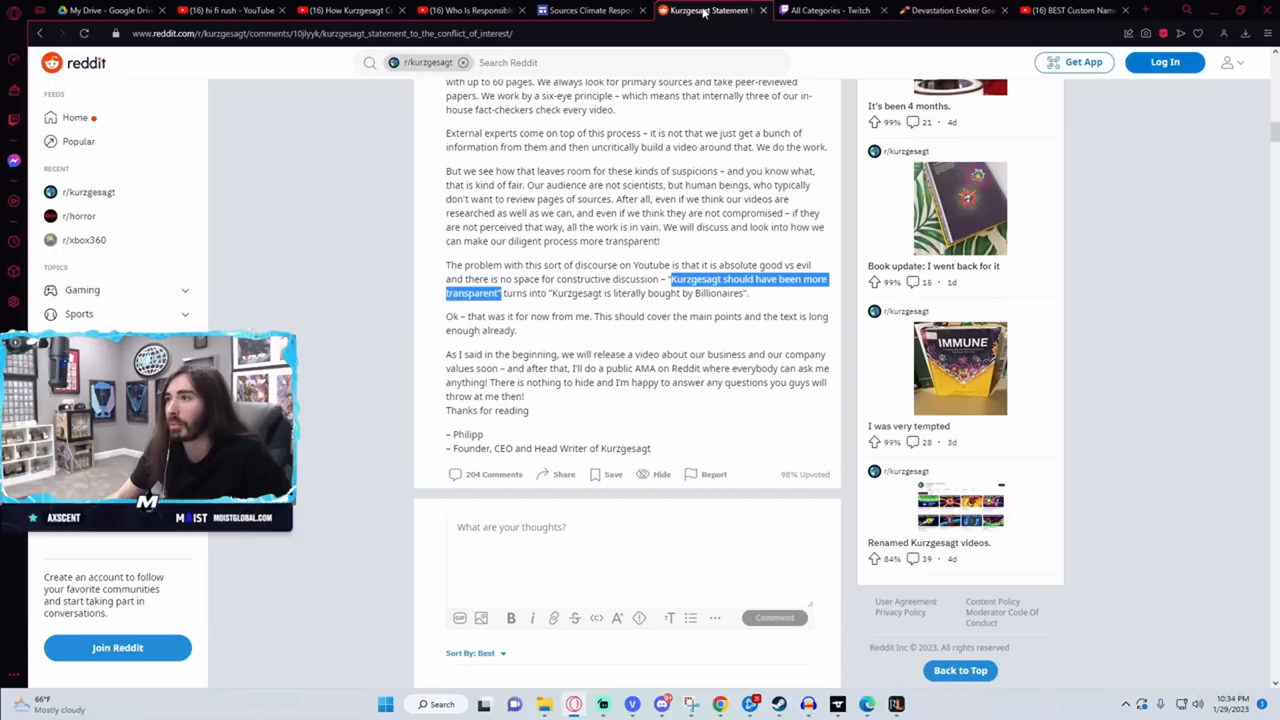 My Drive - Google Driv
(16) hi fi rush - YouTube
(16) How Kurzgesagt Co
(16) Who Is Responsible
Sources Climate Respon
Kurzgesagt Statement
All Categories - Twitch
Devastation Evoker Gea
(16) BEST Custom Nam
www.reddit.com/r/kurzgesagt/comments/10jlyyk/kurzgesagt_statement_to_the_conflict_of_interest/
reddit
r/kurzgesagt
Search Reddit
Get App
Log In
FEEDS
Home
Popular
RECENT
r/kurzgesagt
r/horror
r/xbox360
TOPICS
Gaming
Sports
AXSCENT
M
MOIST
MOISTGLOBAL.COM
Create an account to follow
your favorite communities
and start taking part in
conversations.
Join Reddit
with up to 60 pages. We always look for primary sources and take peer-reviewed
papers. We work by a six-eye principle – which means that internally three of our in-
house fact-checkers check every video.
External experts come on top of this process – it is not that we just get a bunch of
information from them and then uncritically build a video around that. We do the work.
But we see how that leaves room for these kinds of suspicions – and you know what,
that is kind of fair. Our audience are not scientists, but human beings, who typically
don't want to review pages of sources. After all, even if we think our videos are
researched as well as we can, and even if we think they are not compromised – if they
are not perceived that way, all the work is in vain. We will discuss and look into how we
can make our diligent process more transparent!
The problem with this sort of discourse on Youtube is that it is absolute good vs evil
and there is no space for constructive discussion – "Kurzgesagt should have been more
transparent" turns into "Kurzgesagt is literally bought by Billionaires".
Ok – that was it for now from me. This should cover the main points and the text is long
enough already.
As I said in the beginning, we will release a video about our business and our company
values soon – and after that, I'll do a public AMA on Reddit where everybody can ask me
anything! There is nothing to hide and I'm happy to answer any questions you guys will
throw at me then!
Thanks for reading
– Philipp
– Founder, CEO and Head Writer of Kurzgesagt
204 Comments
Share
Save
Hide
Report
98% Upvoted
What are your thoughts?
Comment
Sort By: Best
It's been 4 months.
99% 21 · 4d
r/kurzgesagt
Book update: I went back for it
99% 15 · 1d
r/kurzgesagt
IMMUNE
I was very tempted
99% 28 · 3d
r/kurzgesagt
Renamed Kurzgesagt videos.
84% 39 · 4d
User Agreement
Privacy Policy
Content Policy
Moderator Code Of
Conduct
Reddit Inc © 2023. All rights reserved
Back to Top
66°F
Mostly cloudy
Search
10:34 PM
1/29/2023